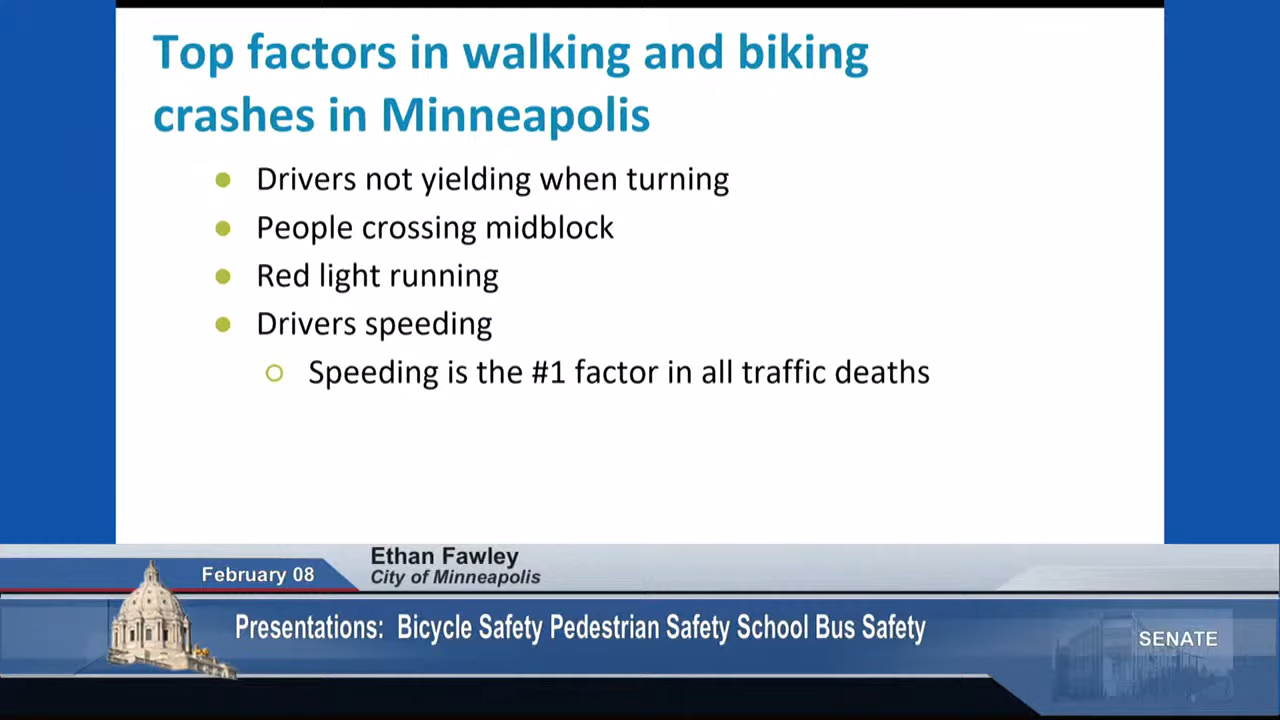 Top factors in walking and biking
crashes in Minneapolis
● Drivers not yielding when turning
● People crossing midblock
● Red light running
● Drivers speeding
○ Speeding is the #1 factor in all traffic deaths
Ethan Fawley
February 08
City of Minneapolis
Presentations: Bicycle Safety Pedestrian Safety School Bus Safety
SENATE